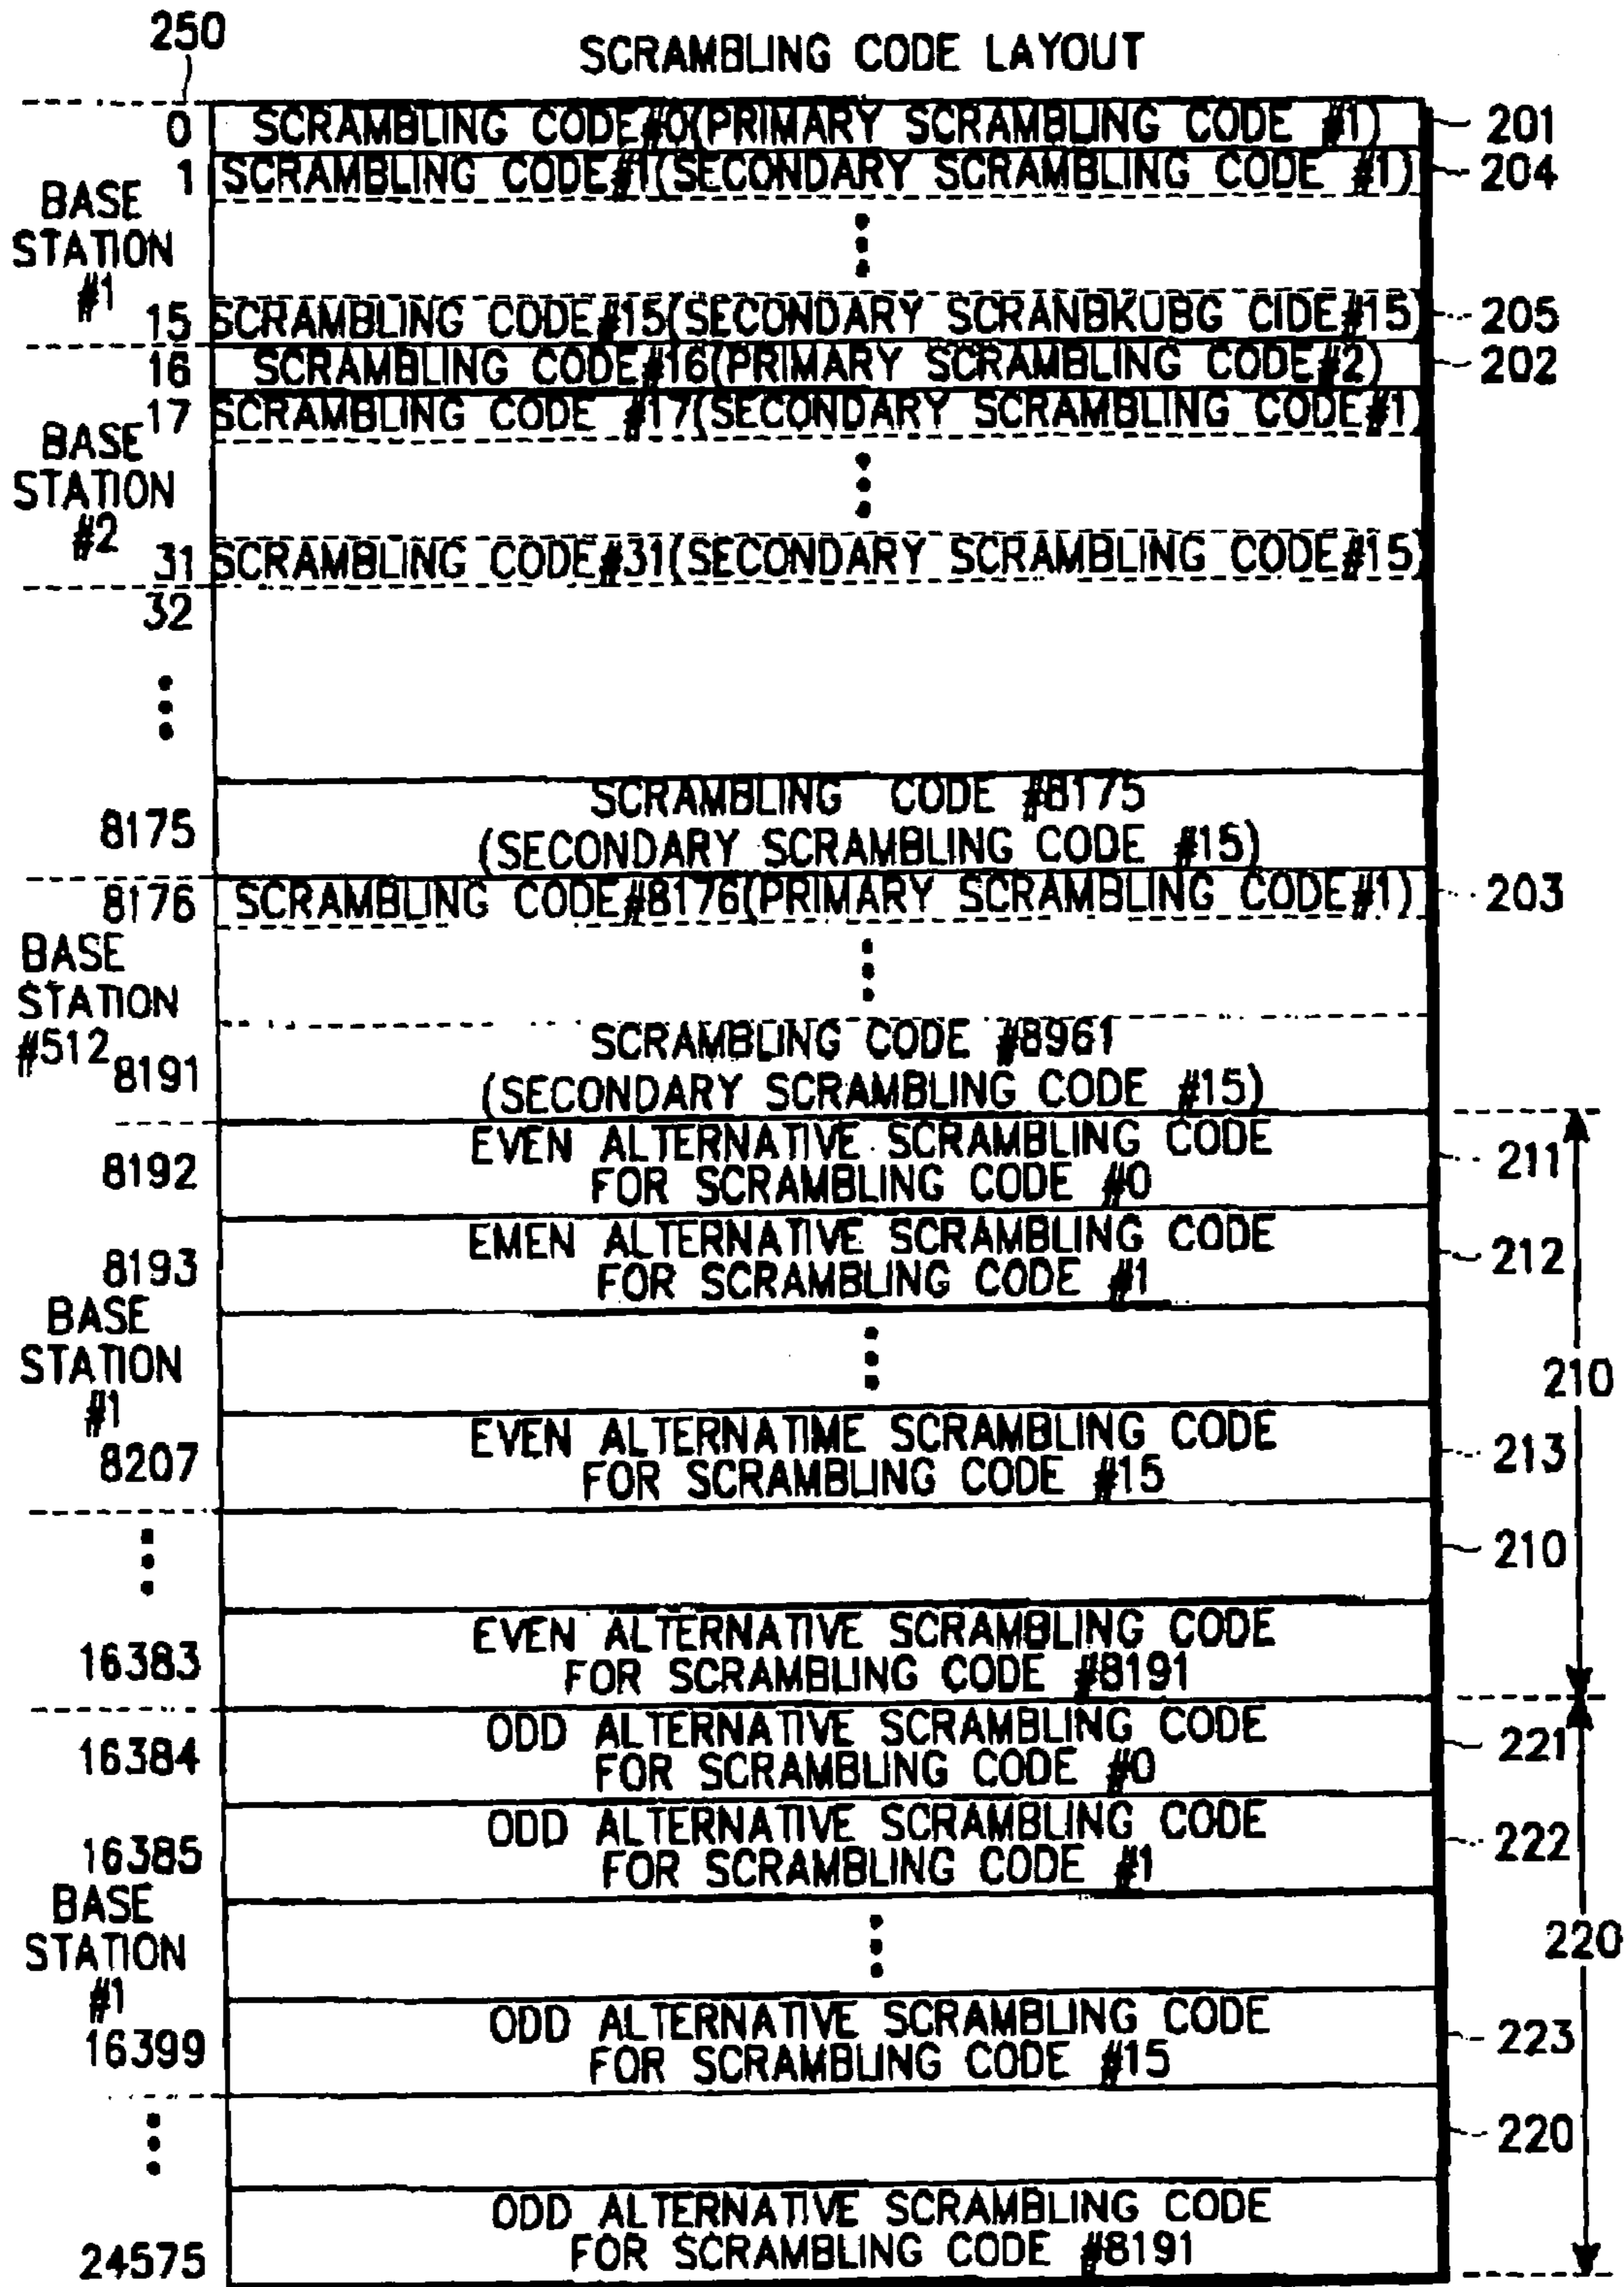 250
SCRAMBLING CODE LAYOUT
0 SCRAMBLING CODE#0(PRIMARY SCRAMBLING CODE #1) 201
1 SCRAMBLING CODE#1(SECONDARY SCRAMBLING CODE #1) 204
BASE
STATION
#1
15 SCRAMBLING CODE#15(SECONDARY SCRANBKUBG CIDE#15) 205
16 SCRAMBLING CODE#16(PRIMARY SCRAMBLING CODE#2) 202
17 SCRAMBLING CODE #17(SECONDARY SCRAMBLING CODE#1)
BASE
STATION
#2
31 SCRAMBLING CODE#31(SECONDARY SCRAMBLING CODE#15)
32
8175 SCRAMBLING CODE #8175
(SECONDARY SCRAMBLING CODE #15)
8176 SCRAMBLING CODE#8176(PRIMARY SCRAMBLING CODE#1) 203
BASE
STATION
#512
8191 SCRAMBLING CODE #8961
(SECONDARY SCRAMBLING CODE #15)
8192 EVEN ALTERNATIVE SCRAMBLING CODE
FOR SCRAMBLING CODE #0 211
8193 EMEN ALTERNATIVE SCRAMBLING CODE
FOR SCRAMBLING CODE #1 212
BASE
STATION
#1
210
8207 EVEN ALTERNATIME SCRAMBLING CODE
FOR SCRAMBLING CODE #15 213
210
16383 EVEN ALTERNATIVE SCRAMBLING CODE
FOR SCRAMBLING CODE #8191
16384 ODD ALTERNATIVE SCRAMBLING CODE
FOR SCRAMBLING CODE #0 221
16385 ODD ALTERNATIVE SCRAMBLING CODE
FOR SCRAMBLING CODE #1 222
BASE
STATION
#1
220
16399 ODD ALTERNATIVE SCRAMBLING CODE
FOR SCRAMBLING CODE #15 223
220
24575 ODD ALTERNATIVE SCRAMBLING CODE
FOR SCRAMBLING CODE #8191